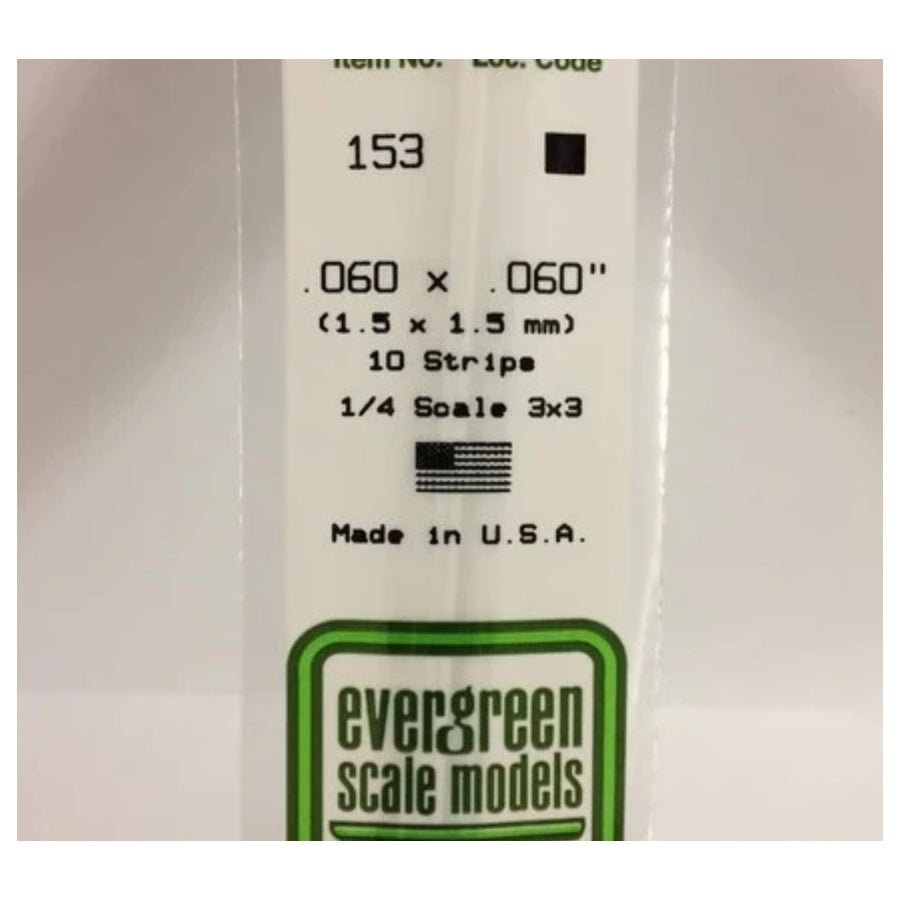 Item No. Loc. Code
153
.060 x .060"
(1.5 x 1.5 mm)
10 Strips
1/4 Scale 3x3
Made in U.S.A.
evergreen
scale models